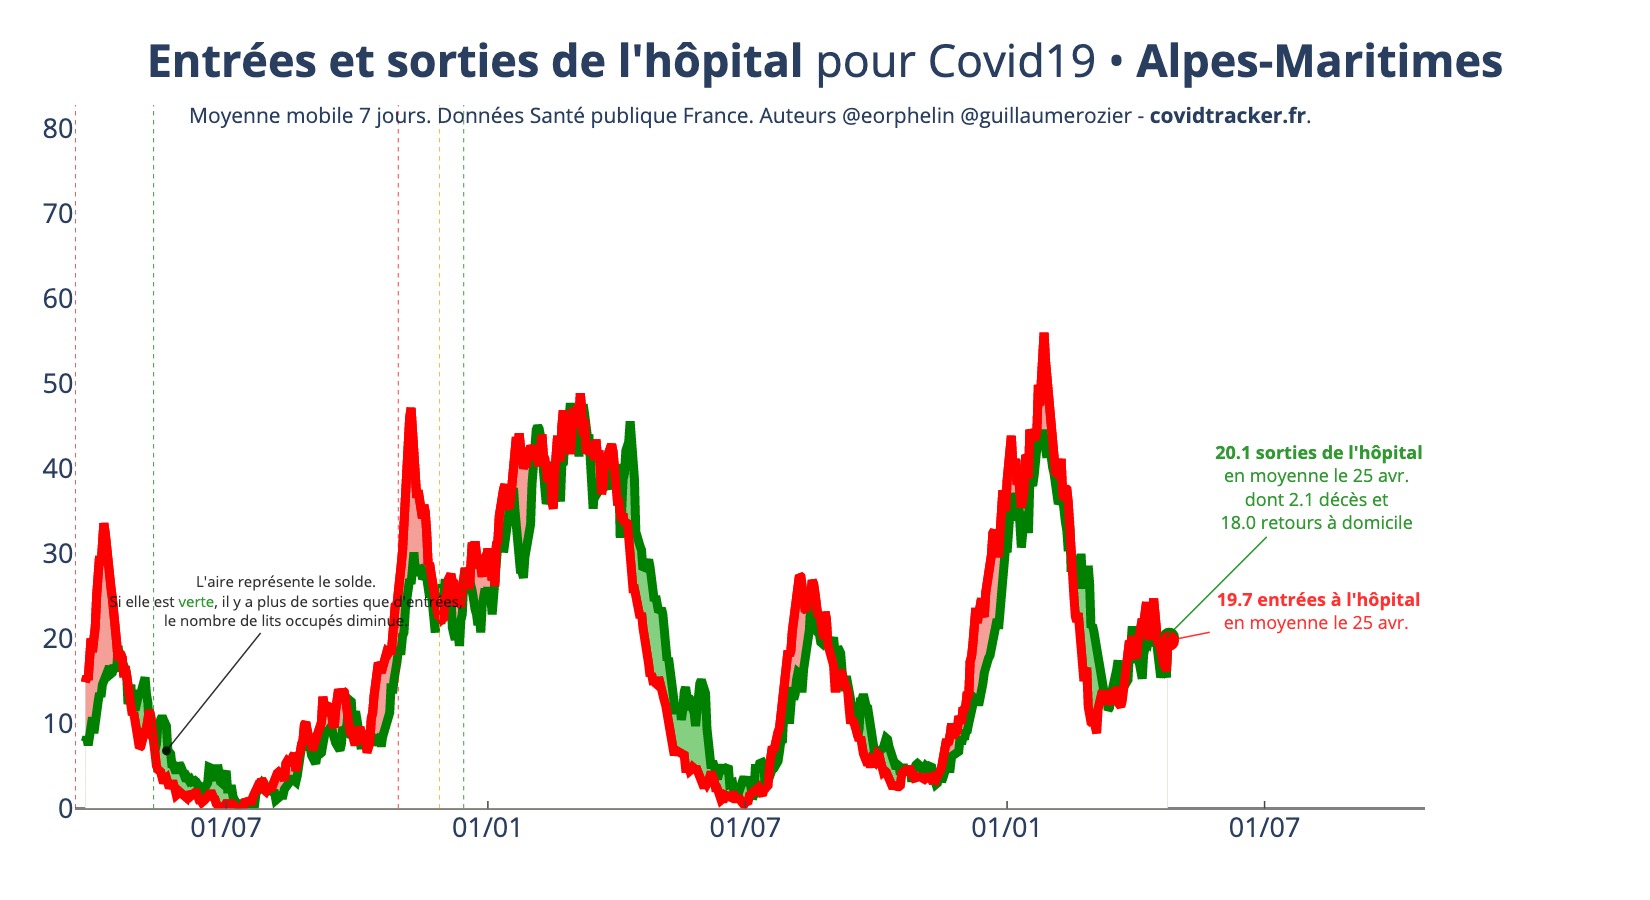 Entrées et sorties de l'hôpital pour Covid19 • Alpes-Maritimes
Moyenne mobile 7 jours. Données Santé publique France. Auteurs @eorphelin @guillaumerozier - covidtracker.fr.
80
70
60
50
40
30
20
10
0
L'aire représente le solde.
Si elle est verte, il y a plus de sorties que d'entrées,
le nombre de lits occupés diminue.
20.1 sorties de l'hôpital
en moyenne le 25 avr.
dont 2.1 décès et
18.0 retours à domicile
19.7 entrées à l'hôpital
en moyenne le 25 avr.
01/07
01/01
01/07
01/01
01/07